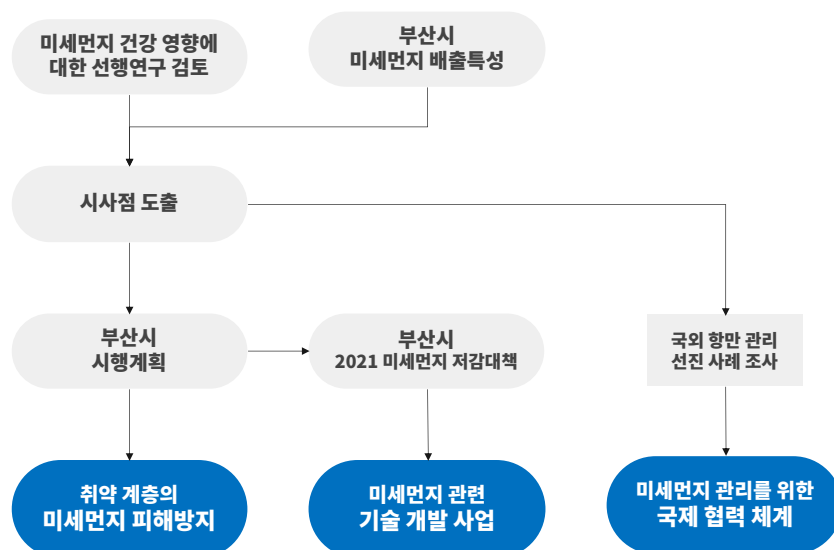 미세먼지 건강 영향에
대한 선행연구 검토
부산시
미세먼지 배출특성
시사점 도출
부산시
시행계획
부산시
2021 미세먼지 저감대책
국외 항만 관리
선진 사례 조사
취약 계층의
미세먼지 피해방지
미세먼지 관련
기술 개발 사업
미세먼지 관리를 위한
국제 협력 체계